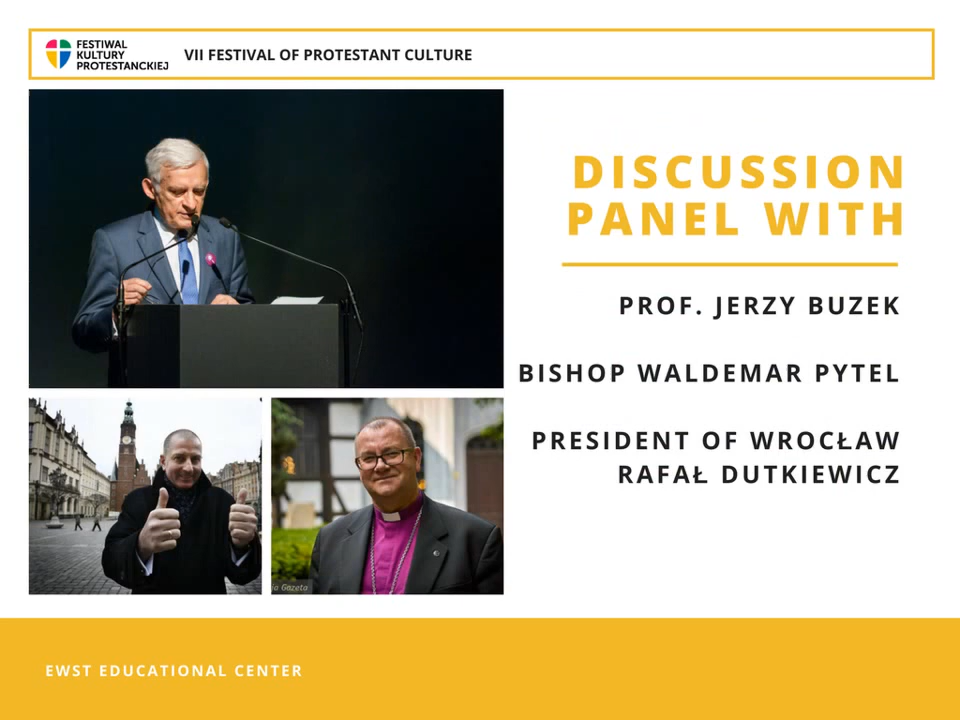 FESTIWAL
KULTURY
PROTESTANCKIEJ
VII FESTIVAL OF PROTESTANT CULTURE
DISCUSSION
PANEL WITH
PROF. JERZY BUZEK
BISHOP WALDEMAR PYTEL
PRESIDENT OF WROCŁAW
RAFAŁ DUTKIEWICZ
Gazeta
EWST EDUCATIONAL CENTER